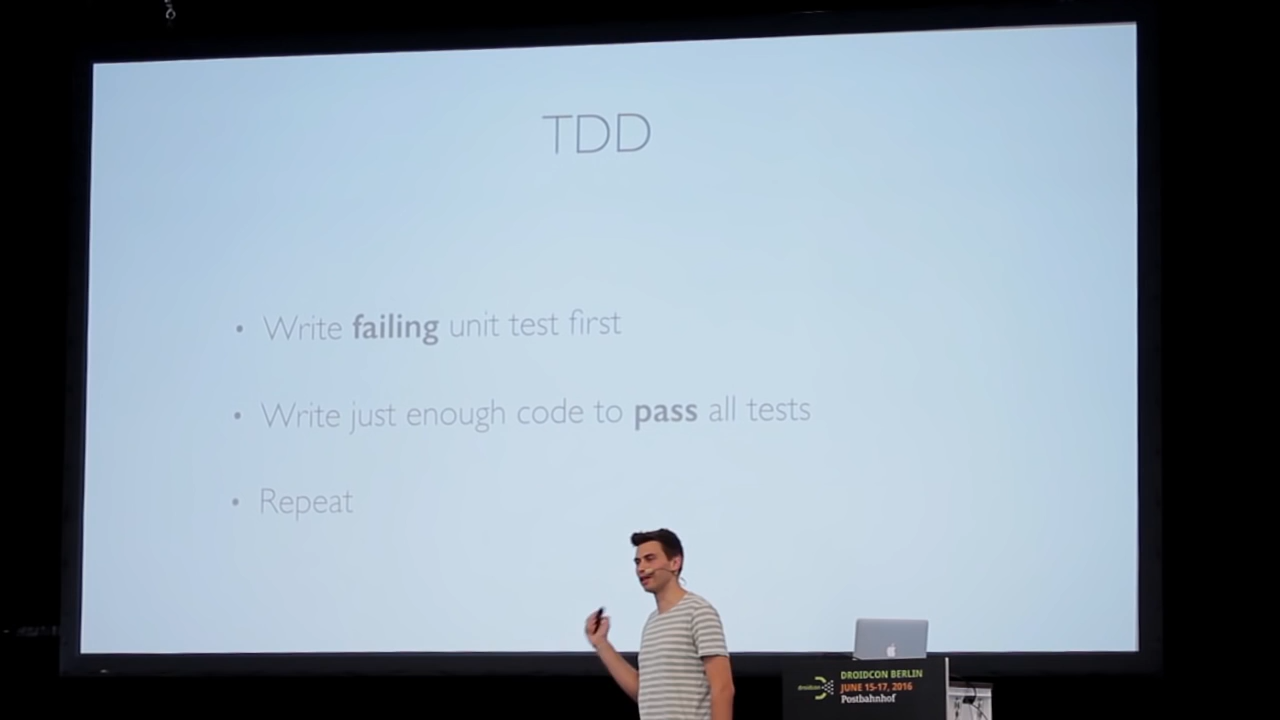 TDD
• Write failing unit test first
• Write just enough code to pass all tests
• Repeat
droidcon
DROIDCON BERLIN
JUNE 15-17, 2016
Postbahnhof